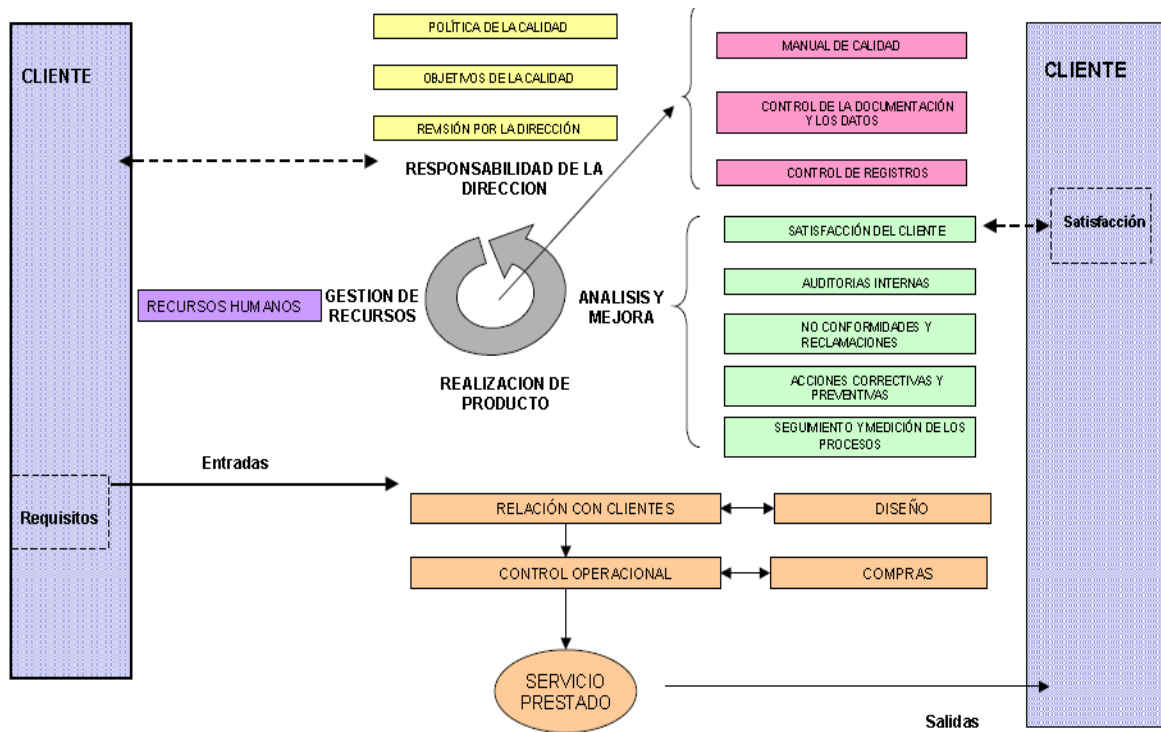 CLIENTE
POLÍTICA DE LA CALIDAD
OBJETIVOS DE LA CALIDAD
REVISIÓN POR LA DIRECCIÓN
RESPONSABILIDAD DE LA
DIRECCION
MANUAL DE CALIDAD
CONTROL DE LA DOCUMENTACIÓN
Y LOS DATOS
CONTROL DE REGISTROS
CLIENTE
Satisfacción
RECURSOS HUMANOS
GESTION DE
RECURSOS
ANALISIS Y
MEJORA
REALIZACION DE
PRODUCTO
SATISFACCIÓN DEL CLIENTE
AUDITORIAS INTERNAS
NO CONFORMIDADES Y
RECLAMACIONES
ACCIONES CORRECTIVAS Y
PREVENTIVAS
SEGUIMIENTO Y MEDICIÓN DE LOS
PROCESOS
Entradas
Requisitos
RELACIÓN CON CLIENTES
DISEÑO
CONTROL OPERACIONAL
COMPRAS
SERVICIO
PRESTADO
Salidas